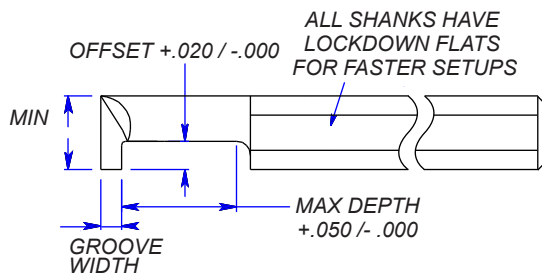 ALL SHANKS HAVE
LOCKDOWN FLATS
FOR FASTER SETUPS
OFFSET +.020 / -.000
MIN
MAX DEPTH
+.050 /- .000
GROOVE
WIDTH